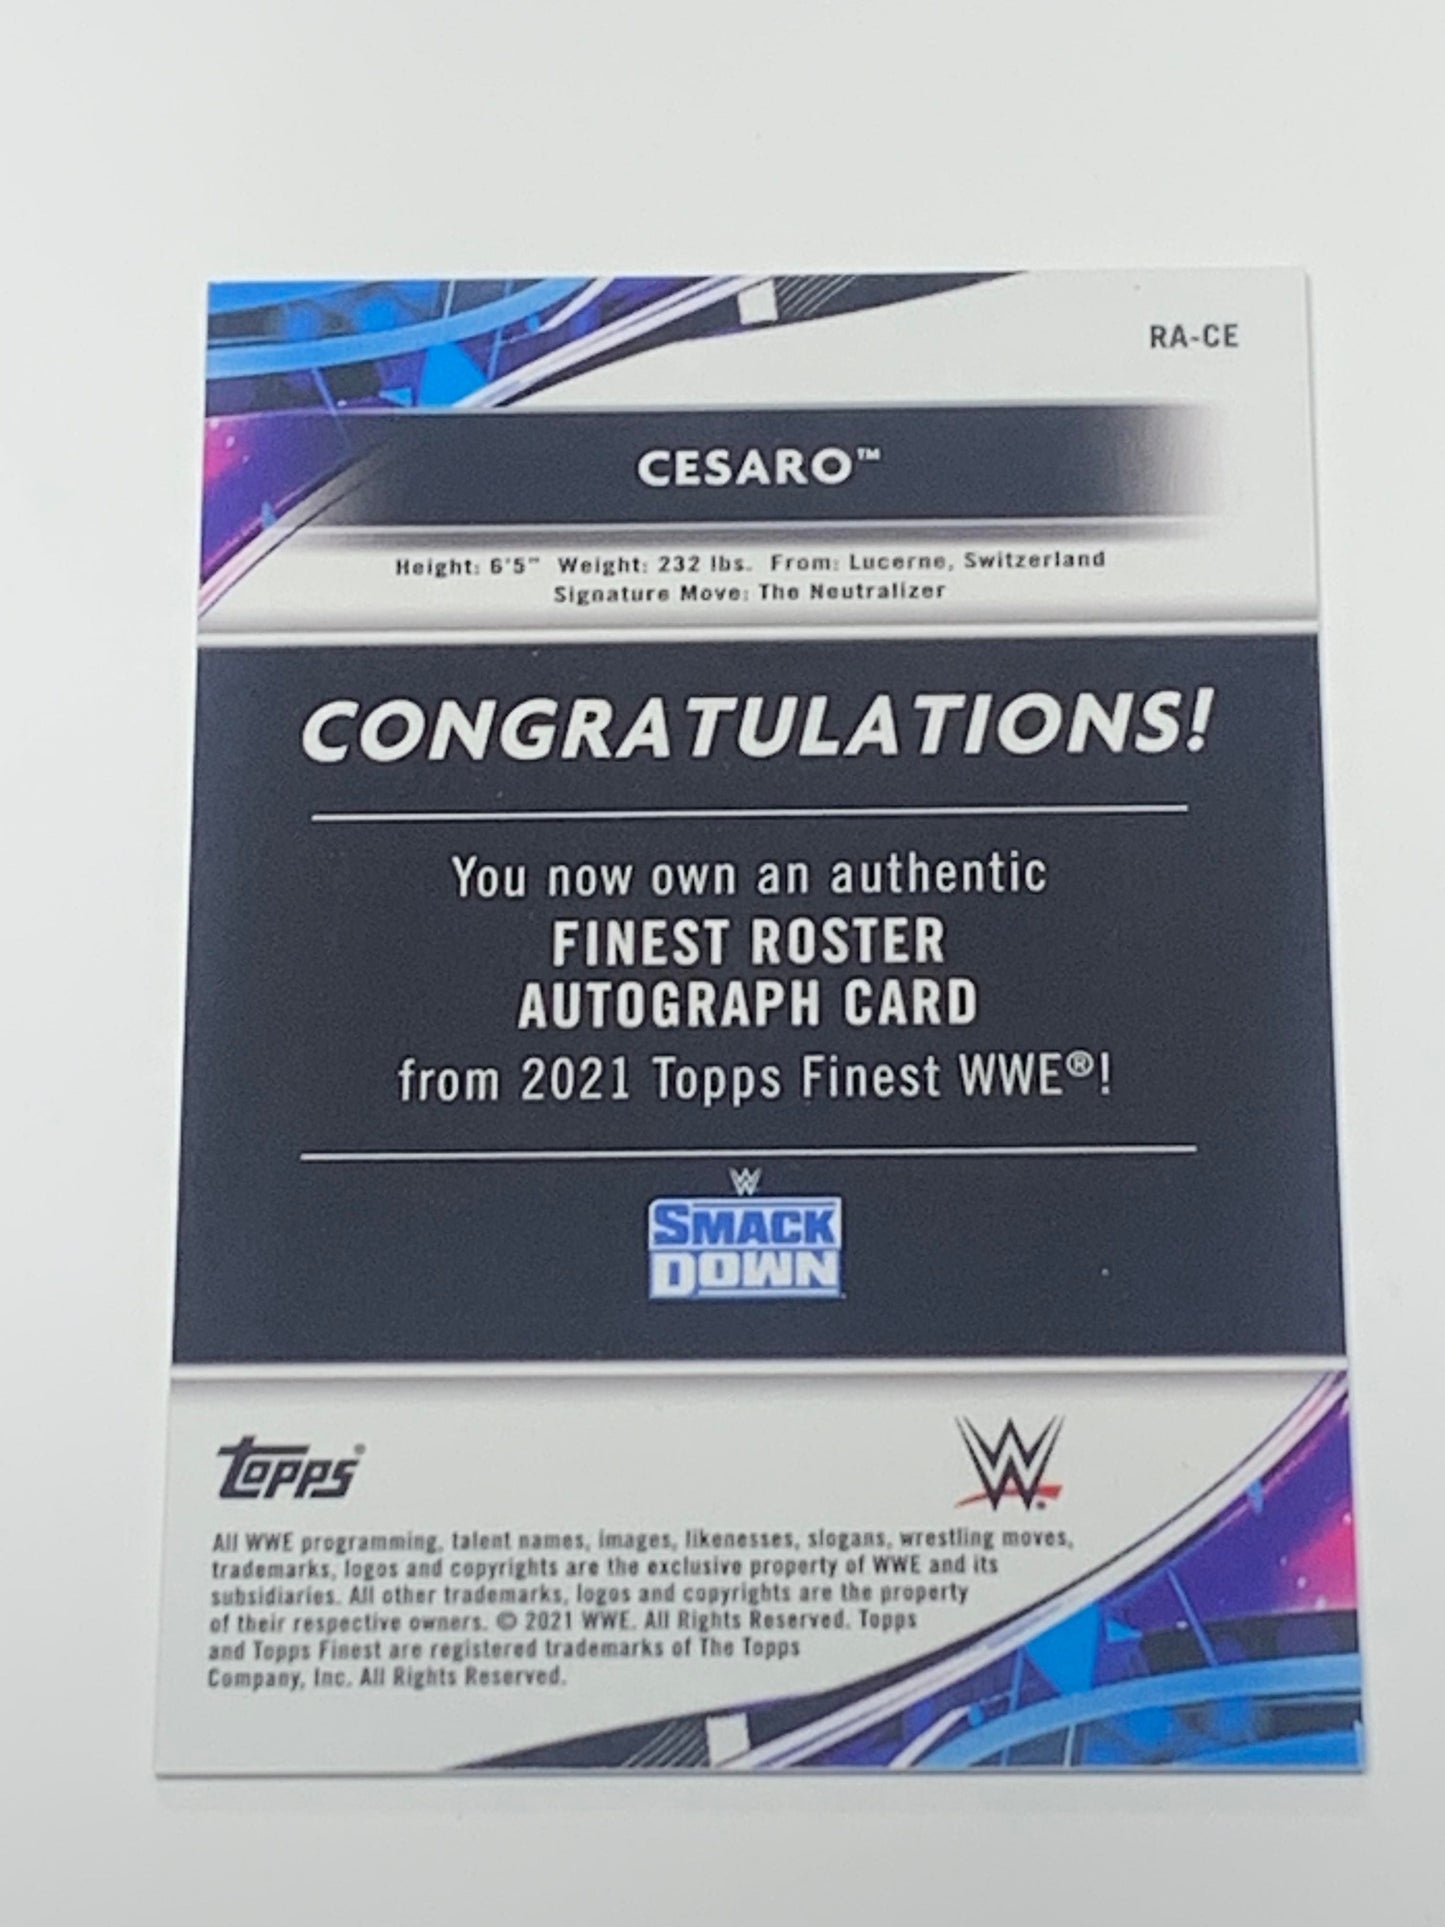 RA-CE
CESARO™
Height: 6'5" Weight: 232 lbs. From: Lucerne, Switzerland
Signature Move: The Neutralizer
CONGRATULATIONS!
You now own an authentic
FINEST ROSTER
AUTOGRAPH CARD
from 2021 Topps Finest WWE®!
W
SMACK
DOWN
topps®
W
All WWE programming, talent names, images, likenesses, slogans, wrestling moves,
trademarks, logos and copyrights are the exclusive property of WWE and its
subsidiaries. All other trademarks, logos and copyrights are the property
of their respective owners. © 2021 WWE. All Rights Reserved. Topps
and Topps Finest are registered trademarks of The Topps
Company, Inc. All Rights Reserved.